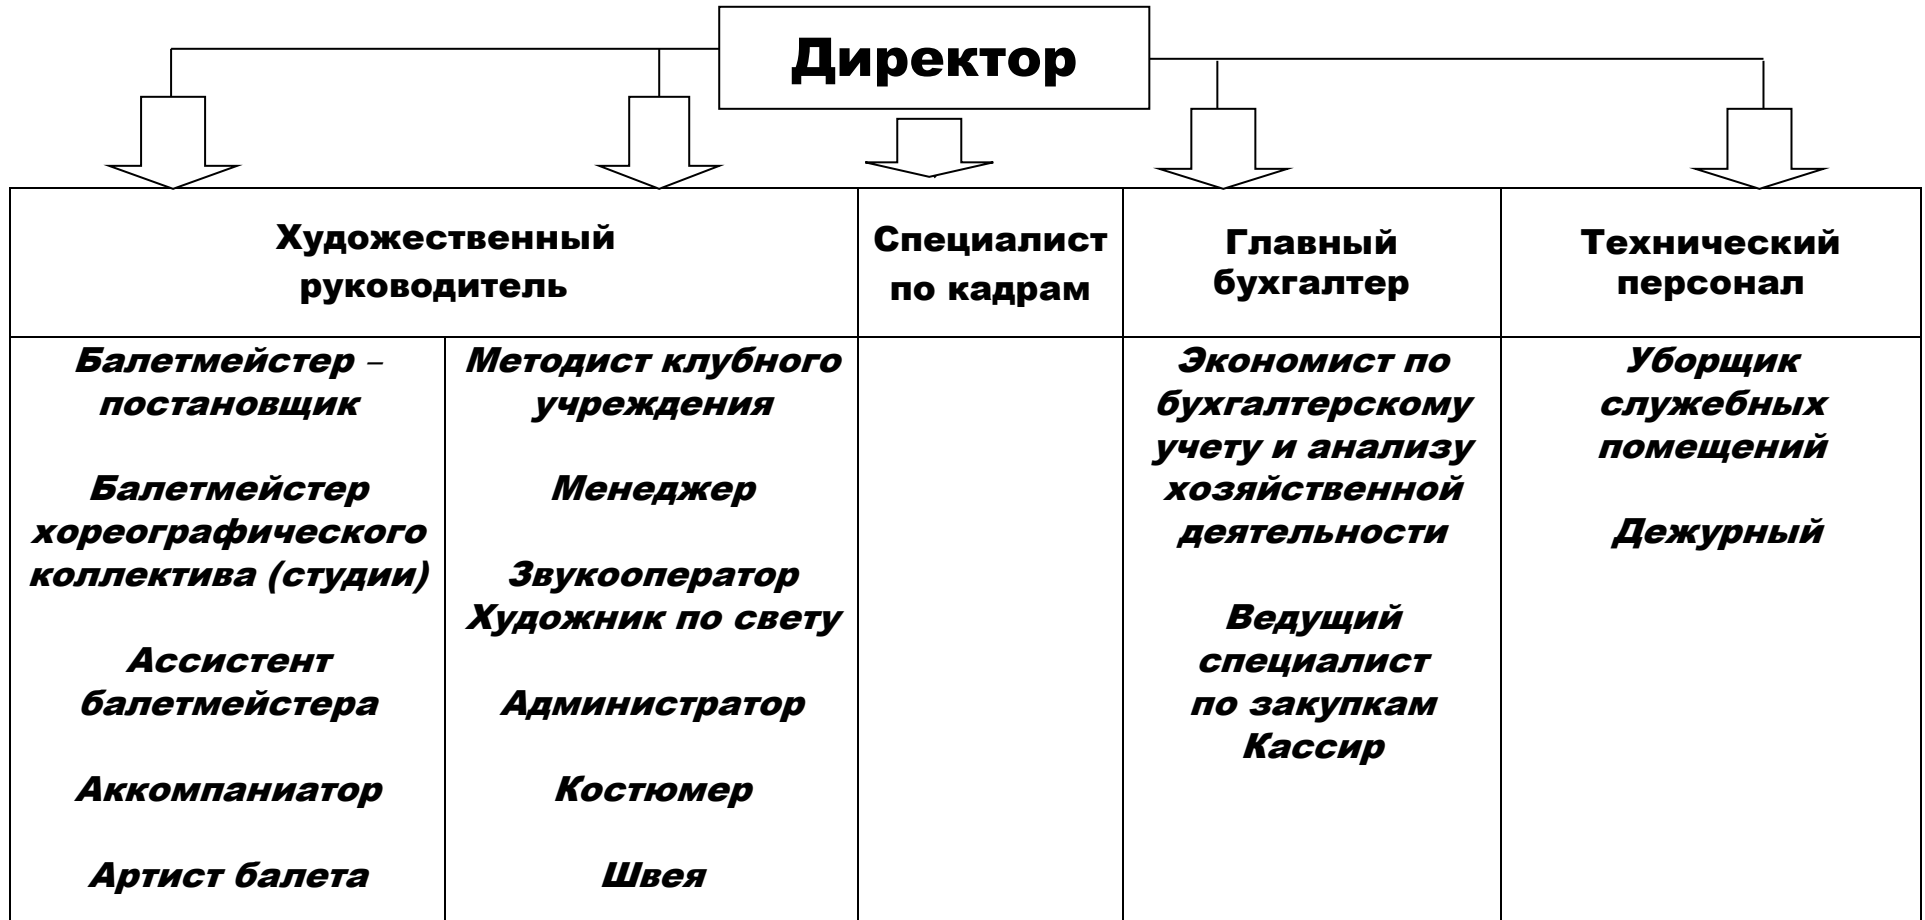 Директор
Художественный
руководитель
Специалист
по кадрам
Главный
бухгалтер
Технический
персонал
Балетмейстер –
постановщик
Балетмейстер
хореографического
коллектива (студии)
Ассистент
балетмейстера
Аккомпаниатор
Артист балета
Методист клубного
учреждения
Менеджер
Звукооператор
Художник по свету
Администратор
Костюмер
Швея
Экономист по
бухгалтерскому
учету и анализу
хозяйственной
деятельности
Ведущий
специалист
по закупкам
Кассир
Уборщик
служебных
помещений
Дежурный